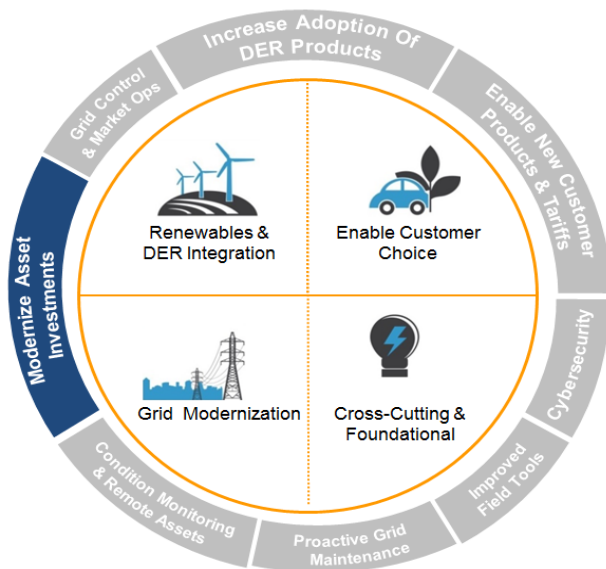 Increase Adoption Of
DER Products
Enable New Customer
Products & Tariffs
Cybersecurity
Improved
Field Tools
Proactive Grid
Maintenance
Condition Monitoring
& Remote Assets
Modernize Asset
Investments
Grid Control
& Market Ops
Renewables &
DER Integration
Enable Customer
Choice
Grid Modernization
Cross-Cutting &
Foundational